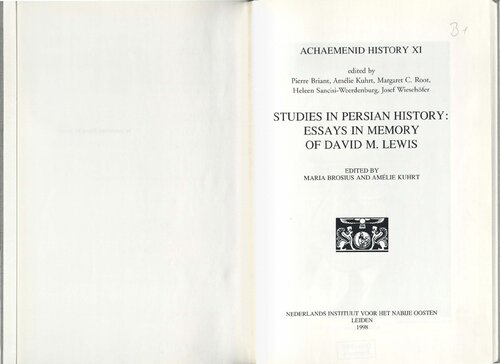 B1
ACHAEMENID HISTORY XI
edited by
Pierre Briant, Amélie Kuhrt, Margaret C. Root,
Heleen Sancisi-Weerdenburg, Josef Wiesehöfer
STUDIES IN PERSIAN HISTORY:
ESSAYS IN MEMORY
OF DAVID M. LEWIS
EDITED BY
MARIA BROSIUS AND AMÉLIE KUHRT
NEDERLANDS INSTITUUT VOOR HET NABIJE OOSTEN
LEIDEN
1998